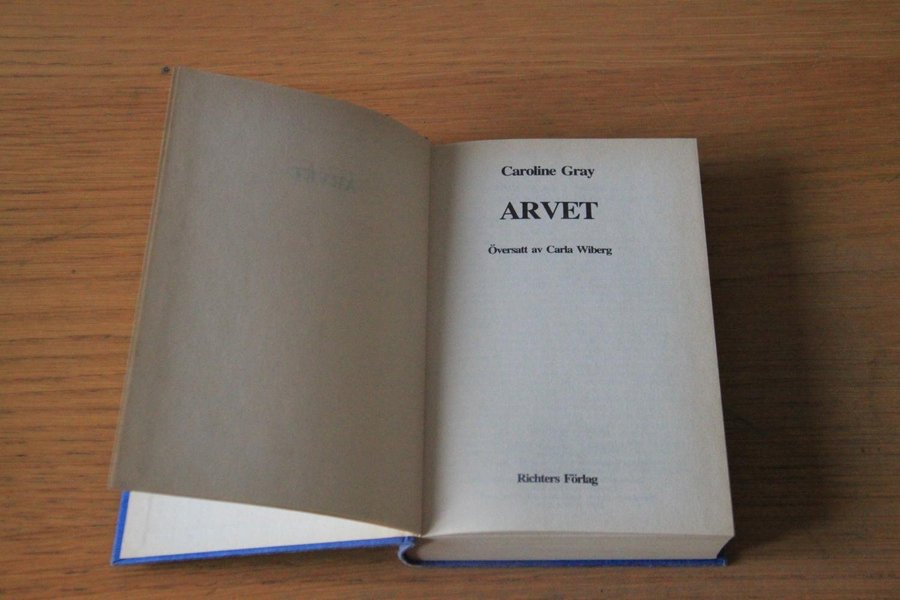 Caroline Gray
ARVET
Översatt av Carla Wiberg
Richters Förlag